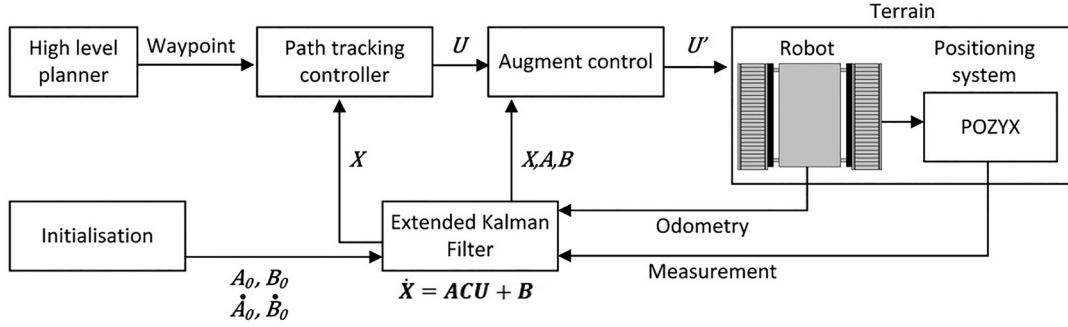 Terrain
High level
planner
Waypoint
Path tracking
controller
U
Augment control
U'
Robot
Positioning
system
POZYX
X
X,A,B
Initialisation
A₀, B₀
Ȧ₀, Ḃ₀
Extended Kalman
Filter
Ẋ = ACU + B
Odometry
Measurement